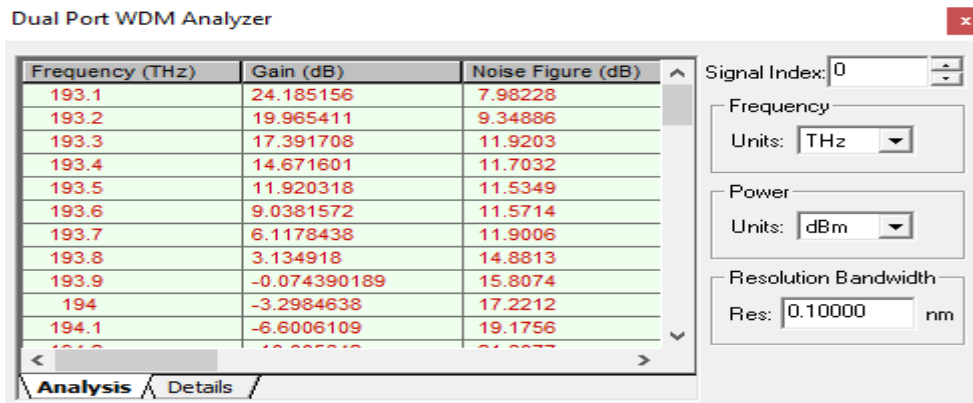 Dual Port WDM Analyzer
x
Frequency (THz) Gain (dB) Noise Figure (dB)
193.1 24.185156 7.98228
193.2 19.965411 9.34886
193.3 17.391708 11.9203
193.4 14.671601 11.7032
193.5 11.920318 11.5349
193.6 9.0381572 11.5714
193.7 6.1178438 11.9006
193.8 3.134918 14.8813
193.9 -0.074390189 15.8074
194 -3.2984638 17.2212
194.1 -6.6006109 19.1756
Analysis Details
Signal Index: 0
Frequency
Units: THz
Power
Units: dBm
Resolution Bandwidth
Res: 0.10000 nm